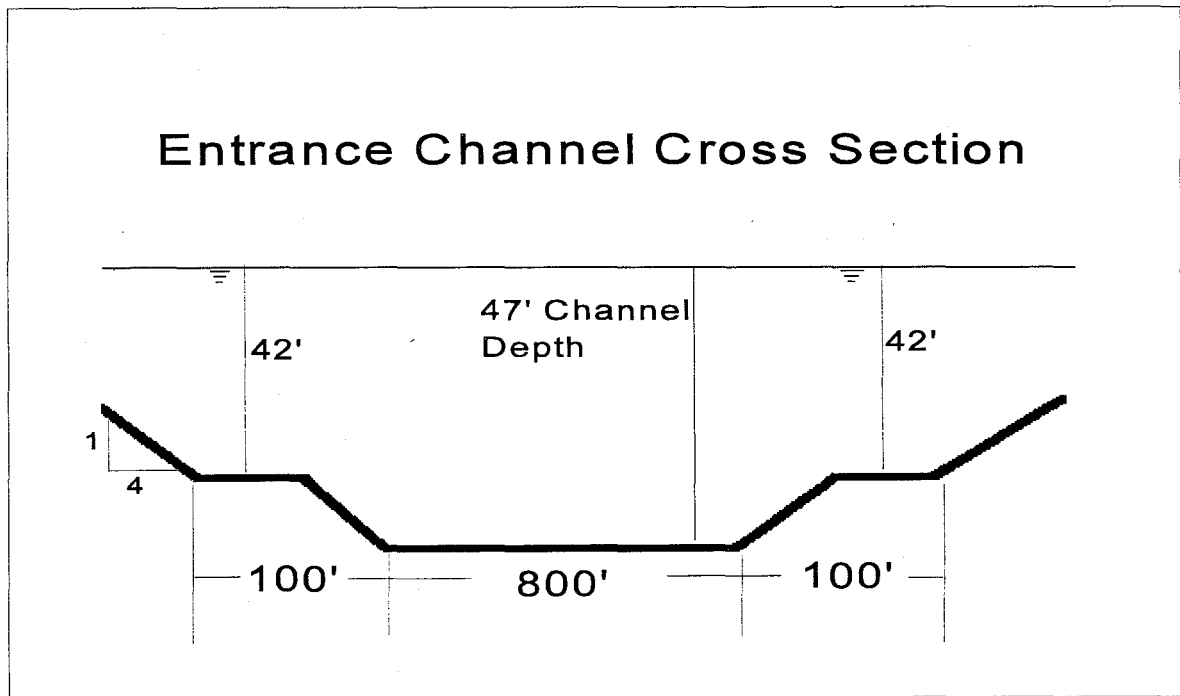 Entrance Channel Cross Section
47' Channel
Depth
42'
42'
1
4
100'
800'
100'